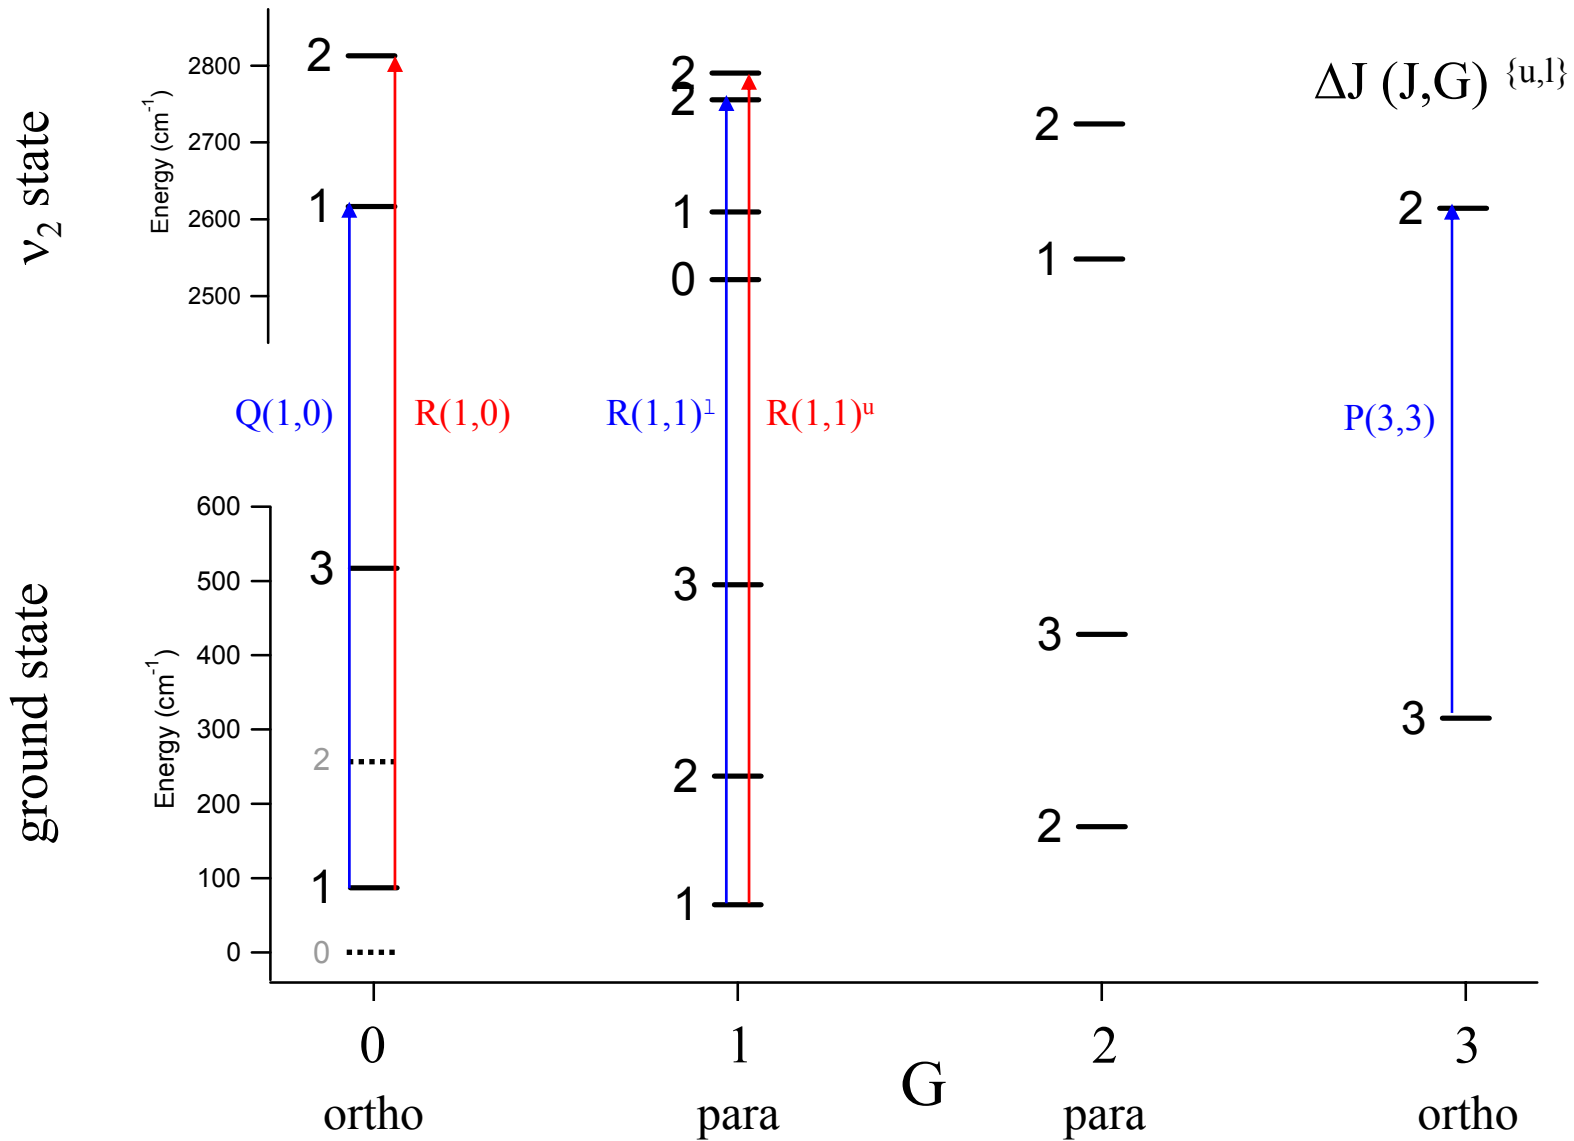 ΔJ (J,G) {u,l}
ν2 state
Energy (cm-1)
2800
2700
2600
2500
2
1
2
2
1
0
2
1
2
Q(1,0)
R(1,0)
R(1,1)l
R(1,1)u
P(3,3)
ground state
Energy (cm-1)
600
500
400
300
200
100
0
3
2
1
0
3
2
1
3
2
3
0
1
2
3
G
ortho
para
para
ortho